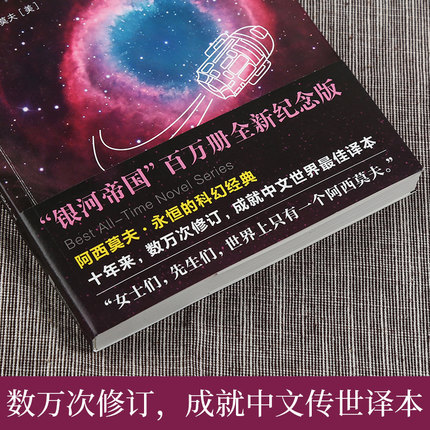 莫夫[美]
“银河帝国”百万册全新纪念版
Best All-Time Novel Series
阿西莫夫·永恒的科幻经典
十年来，数万次修订，成就中文世界最佳译本
“女士们，先生们，世界上只有一个阿西莫夫。”
数万次修订，成就中文传世译本